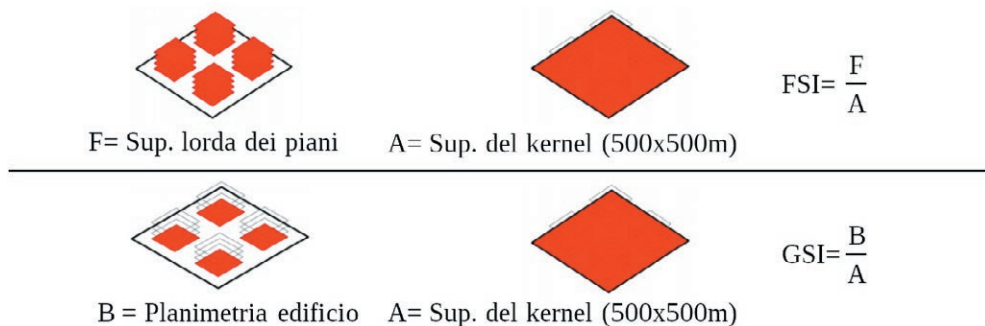 F= Sup. lorda dei piani
A= Sup. del kernel (500x500m)
FSI= F/A
B = Planimetria edificio
A= Sup. del kernel (500x500m)
GSI= B/A